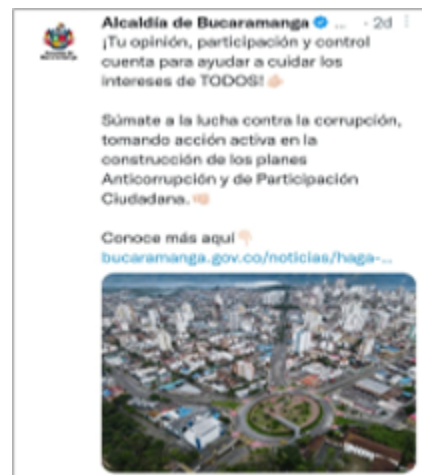 Alcaldía de Bucaramanga ... · 2d
¡Tu opinión, participación y control
cuenta para ayudar a cuidar los
intereses de TODOS!
Súmate a la lucha contra la corrupción,
tomando acción activa en la
construcción de los planes
Anticorrupción y de Participación
Ciudadana.
Conoce más aquí
bucaramanga.gov.co/noticias/haga-...